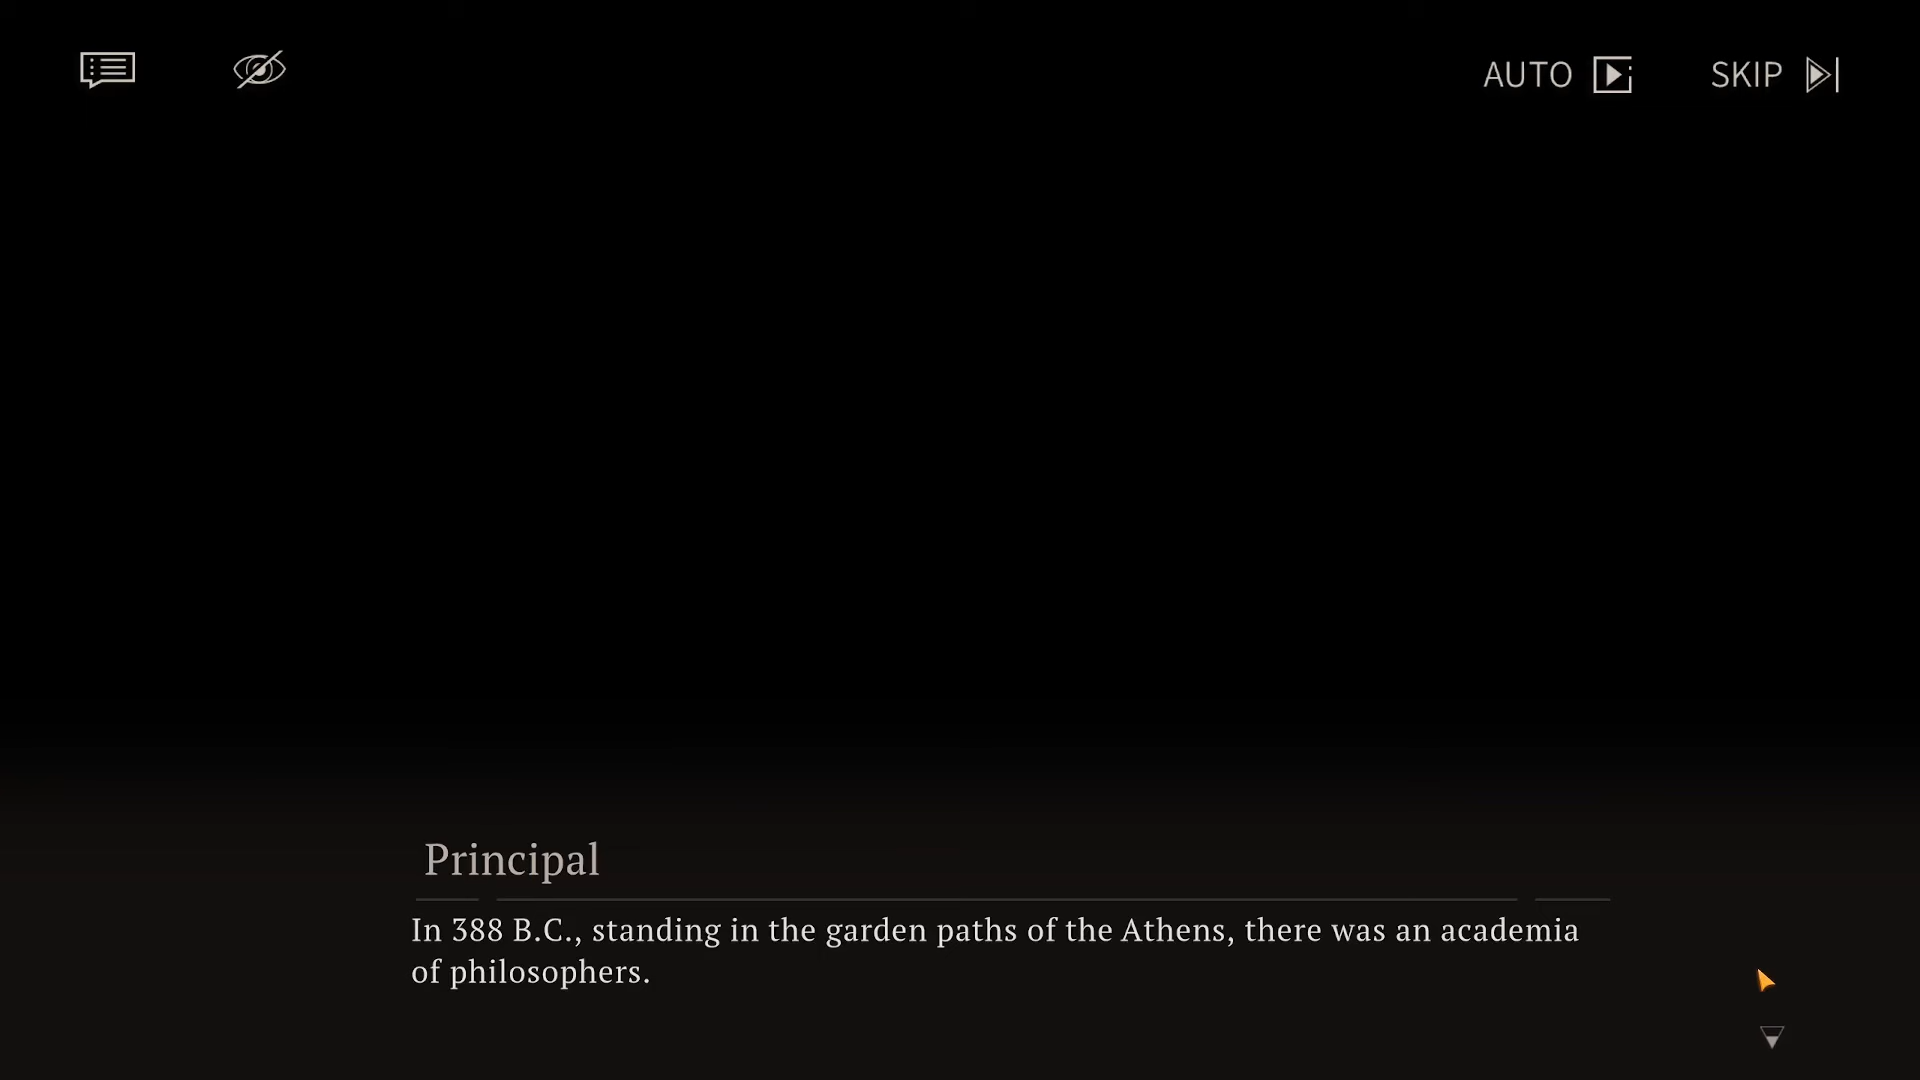 AUTO
SKIP
Principal
In 388 B.C., standing in the garden paths of the Athens, there was an academia
of philosophers.